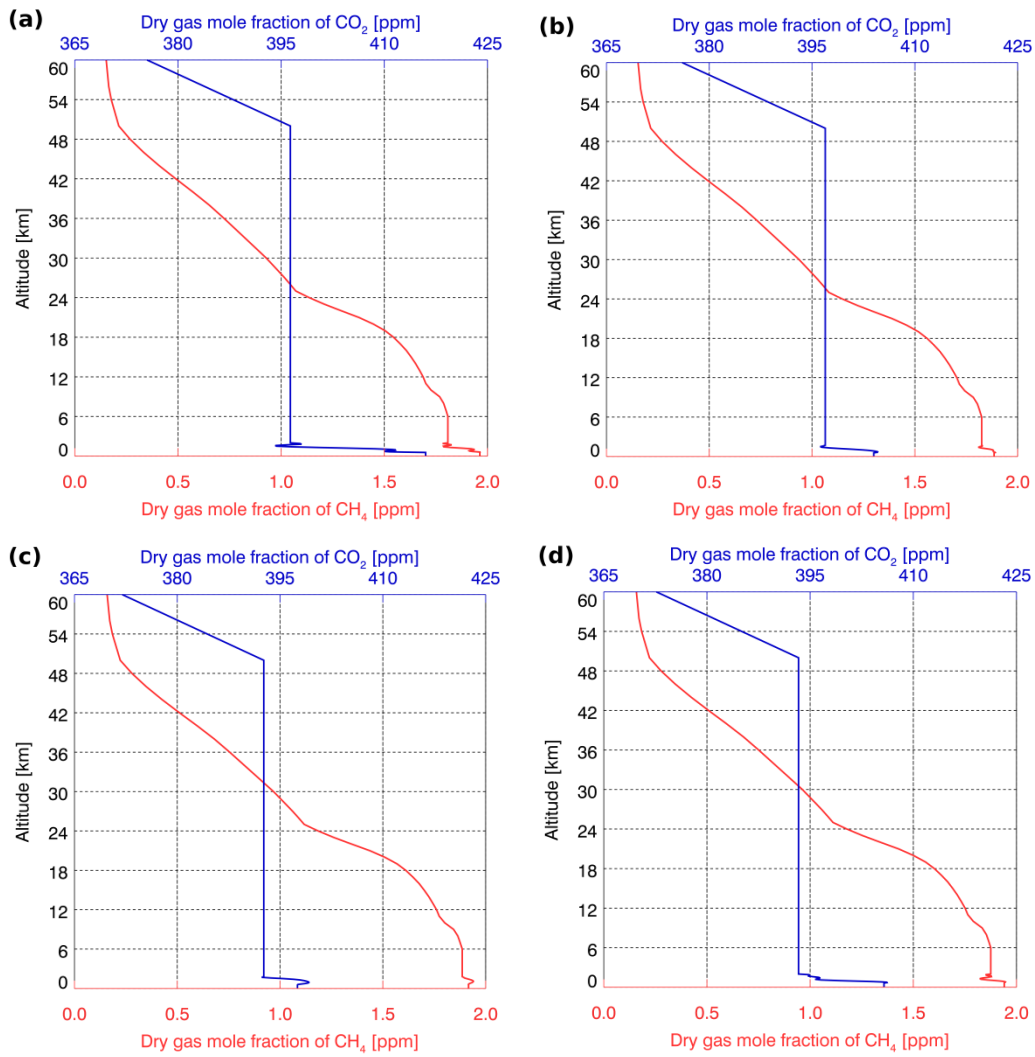 (a)
Dry gas mole fraction of CO₂ [ppm]
365 380 395 410 425
60
54
48
42
36
30
24
18
12
6
0
Altitude [km]
0.0 0.5 1.0 1.5 2.0
Dry gas mole fraction of CH₄ [ppm]
(b)
Dry gas mole fraction of CO₂ [ppm]
365 380 395 410 425
60
54
48
42
36
30
24
18
12
6
0
Altitude [km]
0.0 0.5 1.0 1.5 2.0
Dry gas mole fraction of CH₄ [ppm]
(c)
Dry gas mole fraction of CO₂ [ppm]
365 380 395 410 425
60
54
48
42
36
30
24
18
12
6
0
Altitude [km]
0.0 0.5 1.0 1.5 2.0
Dry gas mole fraction of CH₄ [ppm]
(d)
Dry gas mole fraction of CO₂ [ppm]
365 380 395 410 425
60
54
48
42
36
30
24
18
12
6
0
Altitude [km]
0.0 0.5 1.0 1.5 2.0
Dry gas mole fraction of CH₄ [ppm]